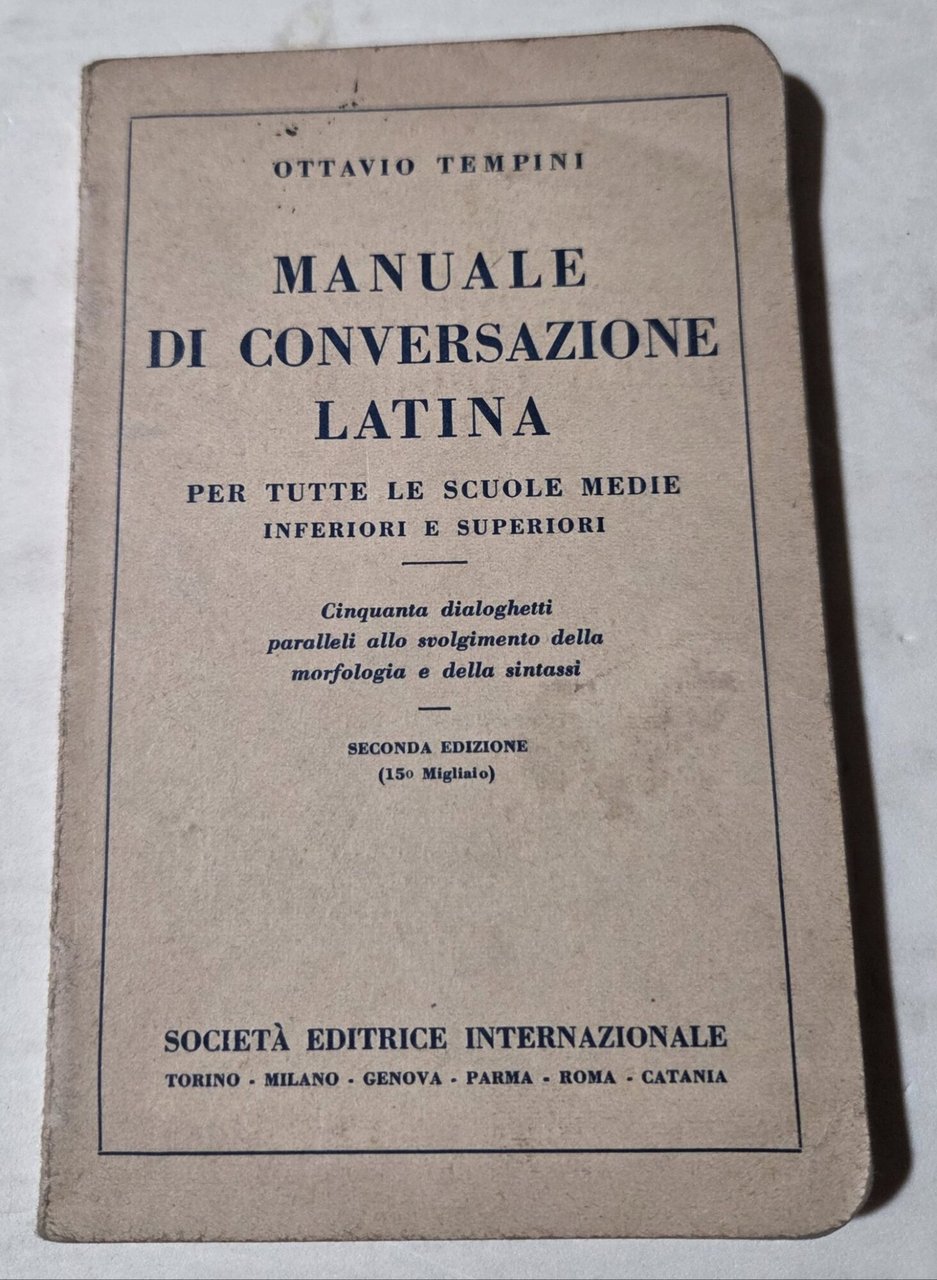 OTTAVIO TEMPINI
MANUALE
DI CONVERSAZIONE
LATINA
PER TUTTE LE SCUOLE MEDIE
INFERIORI E SUPERIORI
Cinquanta dialoghetti
paralleli allo svolgimento della
morfologia e della sintassi
SECONDA EDIZIONE
(15º Migliaio)
SOCIETÀ EDITRICE INTERNAZIONALE
TORINO - MILANO - GENOVA - PARMA - ROMA - CATANIA